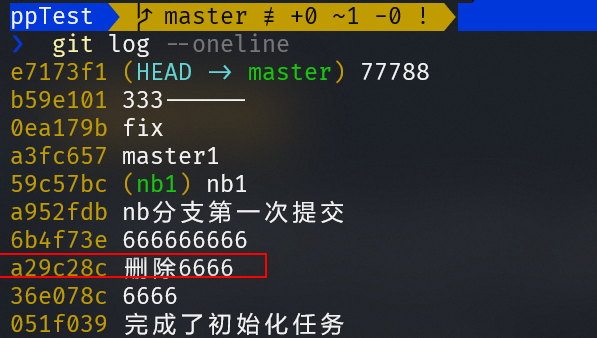 ppTest master ≢ +0 ~1 -0 !
❯ git log --oneline
e7173f1 (HEAD -> master) 77788
b59e101 333------
0ea179b fix
a3fc657 master1
59c57bc (nb1) nb1
a952fdb nb分支第一次提交
6b4f73e 666666666
a29c28c 删除6666
36e078c 6666
051f039 完成了初始化任务